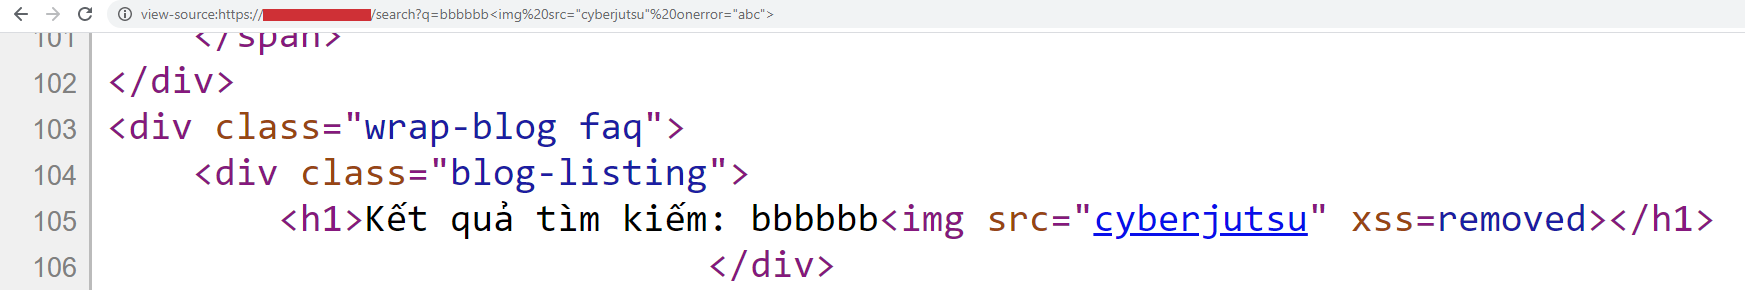 view-source:https:// /search?q=bbbbbb<img%20src="cyberjutsu"%20onerror="abc">
101 </span>
102 </div>
103 <div class="wrap-blog faq">
104 <div class="blog-listing">
105 <h1>Kết quả tìm kiếm: bbbbbb<img src="cyberjutsu" xss=removed></h1>
106 </div>